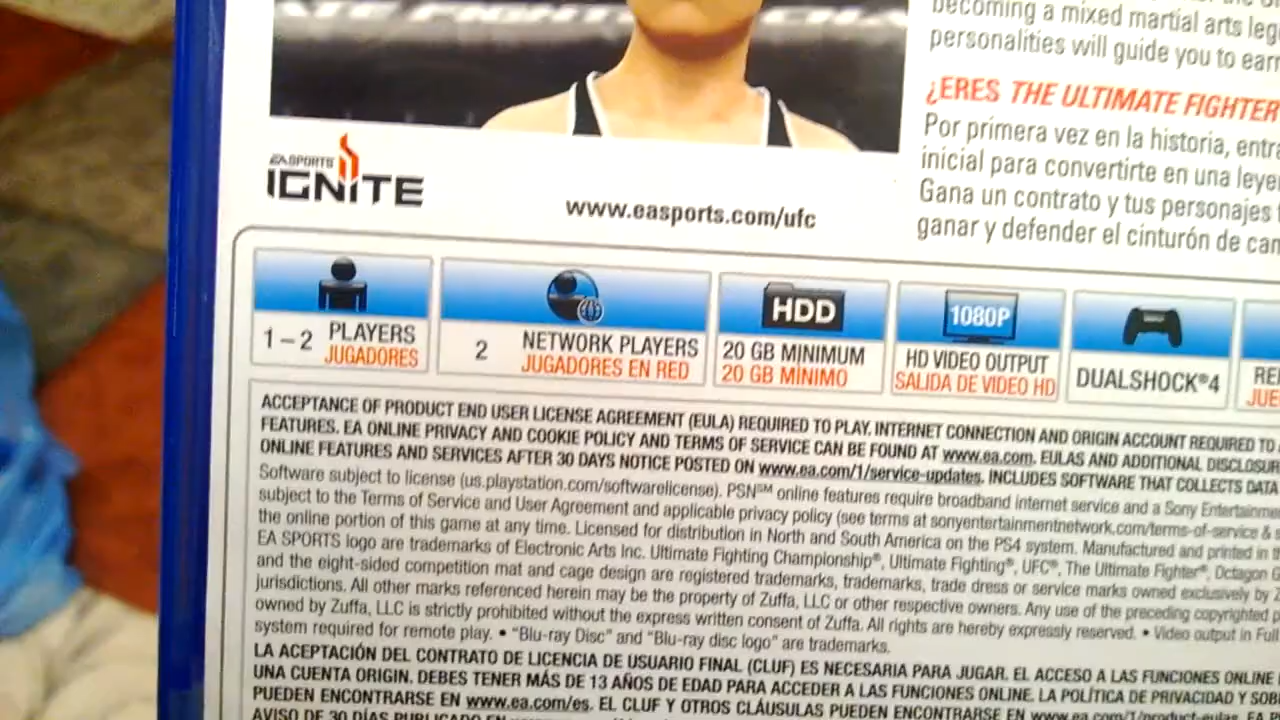 becoming a mixed martial arts
personalities will guide you to earn
¿ERES THE ULTIMATE FIGHTER
Por primera vez en la historia,
inicial para convertirte en una
Gana un contrato y tus personajes
ganar y defender el cinturón de
EA SPORTS
IGNITE
www.easports.com/ufc
1-2 PLAYERS
JUGADORES
2 NETWORK PLAYERS
JUGADORES EN RED
HDD
20 GB MINIMUM
20 GB MÍNIMO
1080P
HD VIDEO OUTPUT
SALIDA DE VIDEO HD
DUALSHOCK®4
ACCEPTANCE OF PRODUCT END USER LICENSE AGREEMENT (EULA) REQUIRED TO PLAY. INTERNET CONNECTION AND ORIGIN ACCOUNT REQUIRED TO
FEATURES. EA ONLINE PRIVACY AND COOKIE POLICY AND TERMS OF SERVICE CAN BE FOUND AT www.ea.com. EULAS AND ADDITIONAL
ONLINE FEATURES AND SERVICES AFTER 30 DAYS NOTICE POSTED ON www.ea.com/1/service-updates. INCLUDES SOFTWARE THAT COLLECTS DATA
Software subject to license (us.playstation.com/softwarelicense). PSN℠ online features require broadband internet service and a Sony
subject to the Terms of Service and User Agreement and applicable privacy policy (see terms at sonyentertainmentnetwork.com/terms-of-service &
the online portion of this game at any time. Licensed for distribution in North and South America on the PS4 system. Manufactured and printed in
EA SPORTS logo are trademarks of Electronic Arts Inc. Ultimate Fighting Championship®, Ultimate Fighting®, UFC®, The Ultimate Fighter®, Octagon
and the eight-sided competition mat and cage design are registered trademarks, trademarks, trade dress or service marks owned exclusively by
jurisdictions. All other marks referenced herein may be the property of Zuffa, LLC or other respective owners. Any use of the preceding copyrighted
owned by Zuffa, LLC is strictly prohibited without the express written consent of Zuffa. All rights are hereby expressly reserved. • Video output in Full
system required for remote play. • "Blu-ray Disc" and "Blu-ray disc logo" are trademarks.
LA ACEPTACIÓN DEL CONTRATO DE LICENCIA DE USUARIO FINAL (CLUF) ES NECESARIA PARA JUGAR. EL ACCESO A LAS FUNCIONES ONLINE
UNA CUENTA ORIGIN. DEBES TENER MÁS DE 13 AÑOS DE EDAD PARA ACCEDER A LAS FUNCIONES ONLINE. LA POLÍTICA DE PRIVACIDAD Y
PUEDEN ENCONTRARSE EN www.ea.com/es. EL CLUF Y OTROS CLÁUSULAS PUEDEN ENCONTRARSE EN
AVISO DE 30 DÍAS